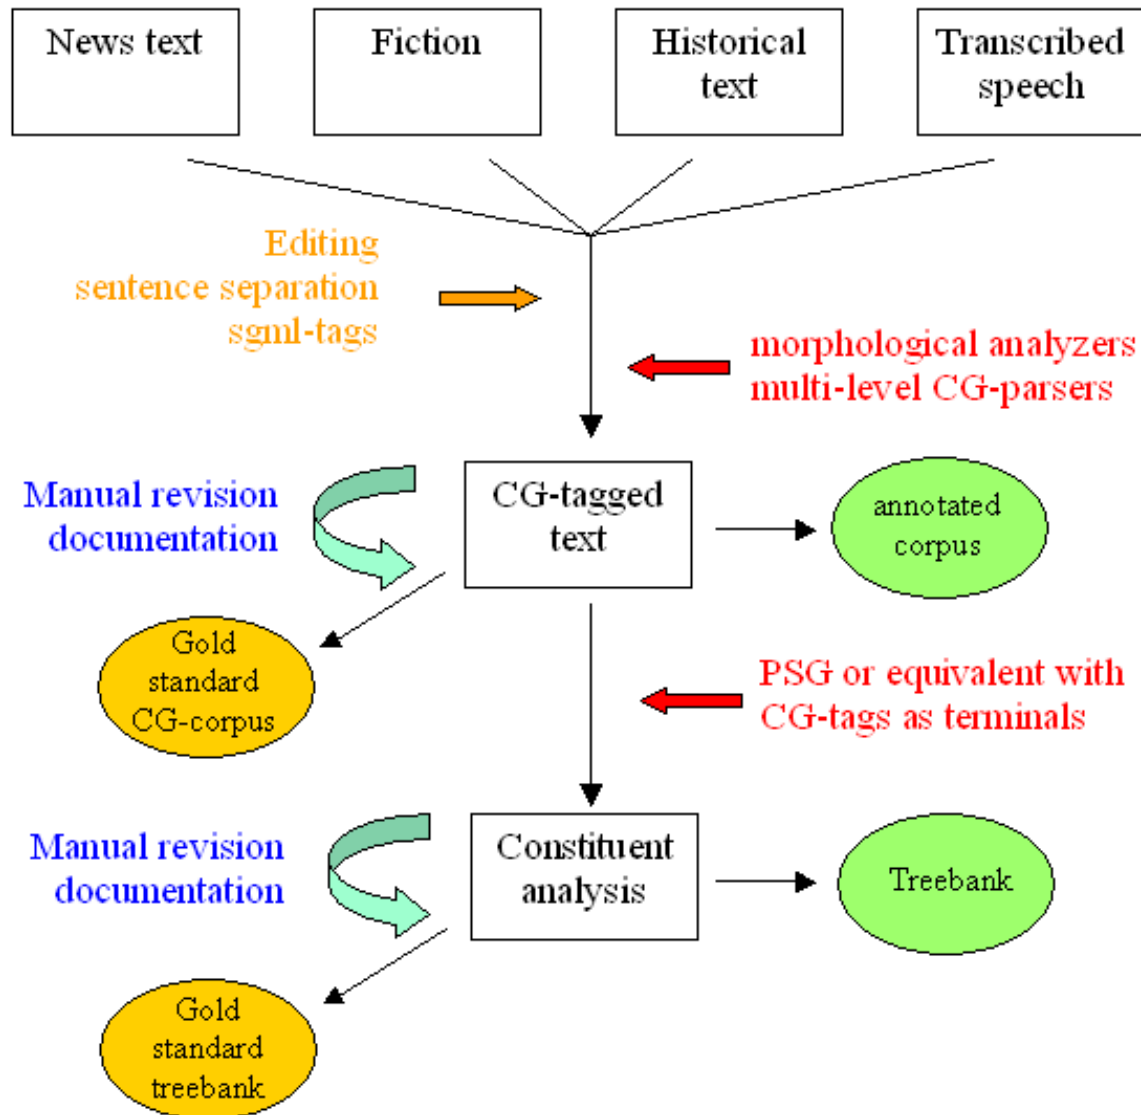 News text
Fiction
Historical
text
Transcribed
speech
Editing
sentence separation
sgml-tags
morphological analyzers
multi-level CG-parsers
Manual revision
documentation
CG-tagged
text
annotated
corpus
Gold
standard
CG-corpus
PSG or equivalent with
CG-tags as terminals
Manual revision
documentation
Constituent
analysis
Treebank
Gold
standard
treebank